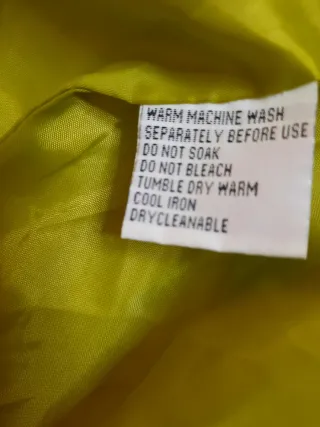 WARM MACHINE WASH
SEPARATELY BEFORE USE
DO NOT SOAK
DO NOT BLEACH
TUMBLE DRY WARM
COOL IRON
DRYCLEANABLE